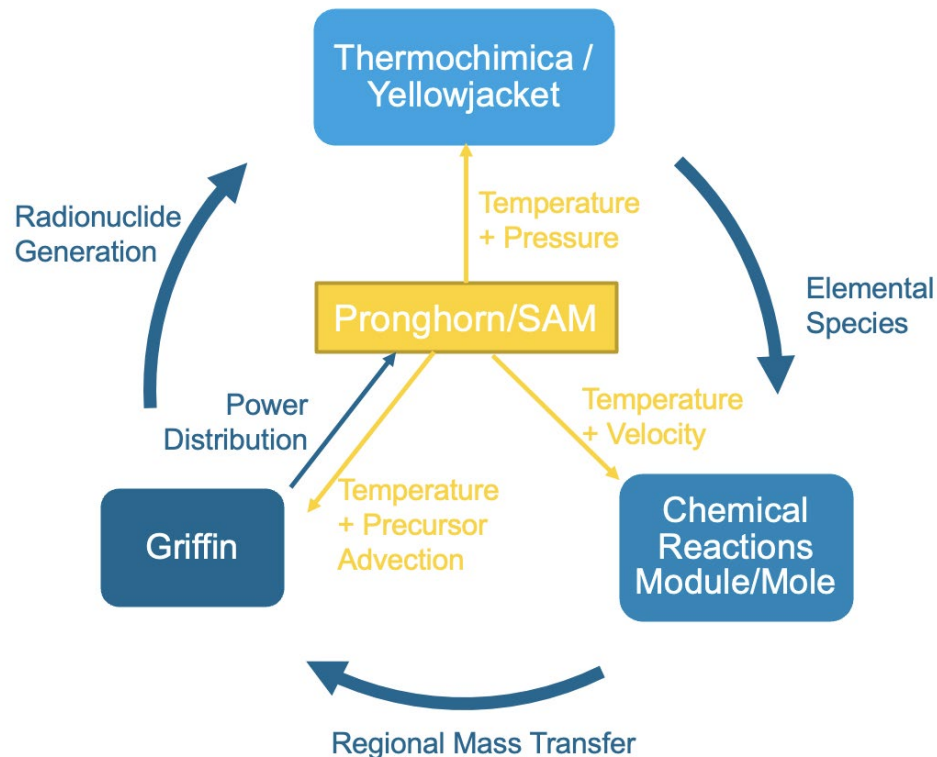 Thermochimica /
Yellowjacket
Radionuclide
Generation
Temperature
+ Pressure
Elemental
Species
Pronghorn/SAM
Power
Distribution
Temperature
+ Velocity
Temperature
+ Precursor
Advection
Griffin
Chemical
Reactions
Module/Mole
Regional Mass Transfer